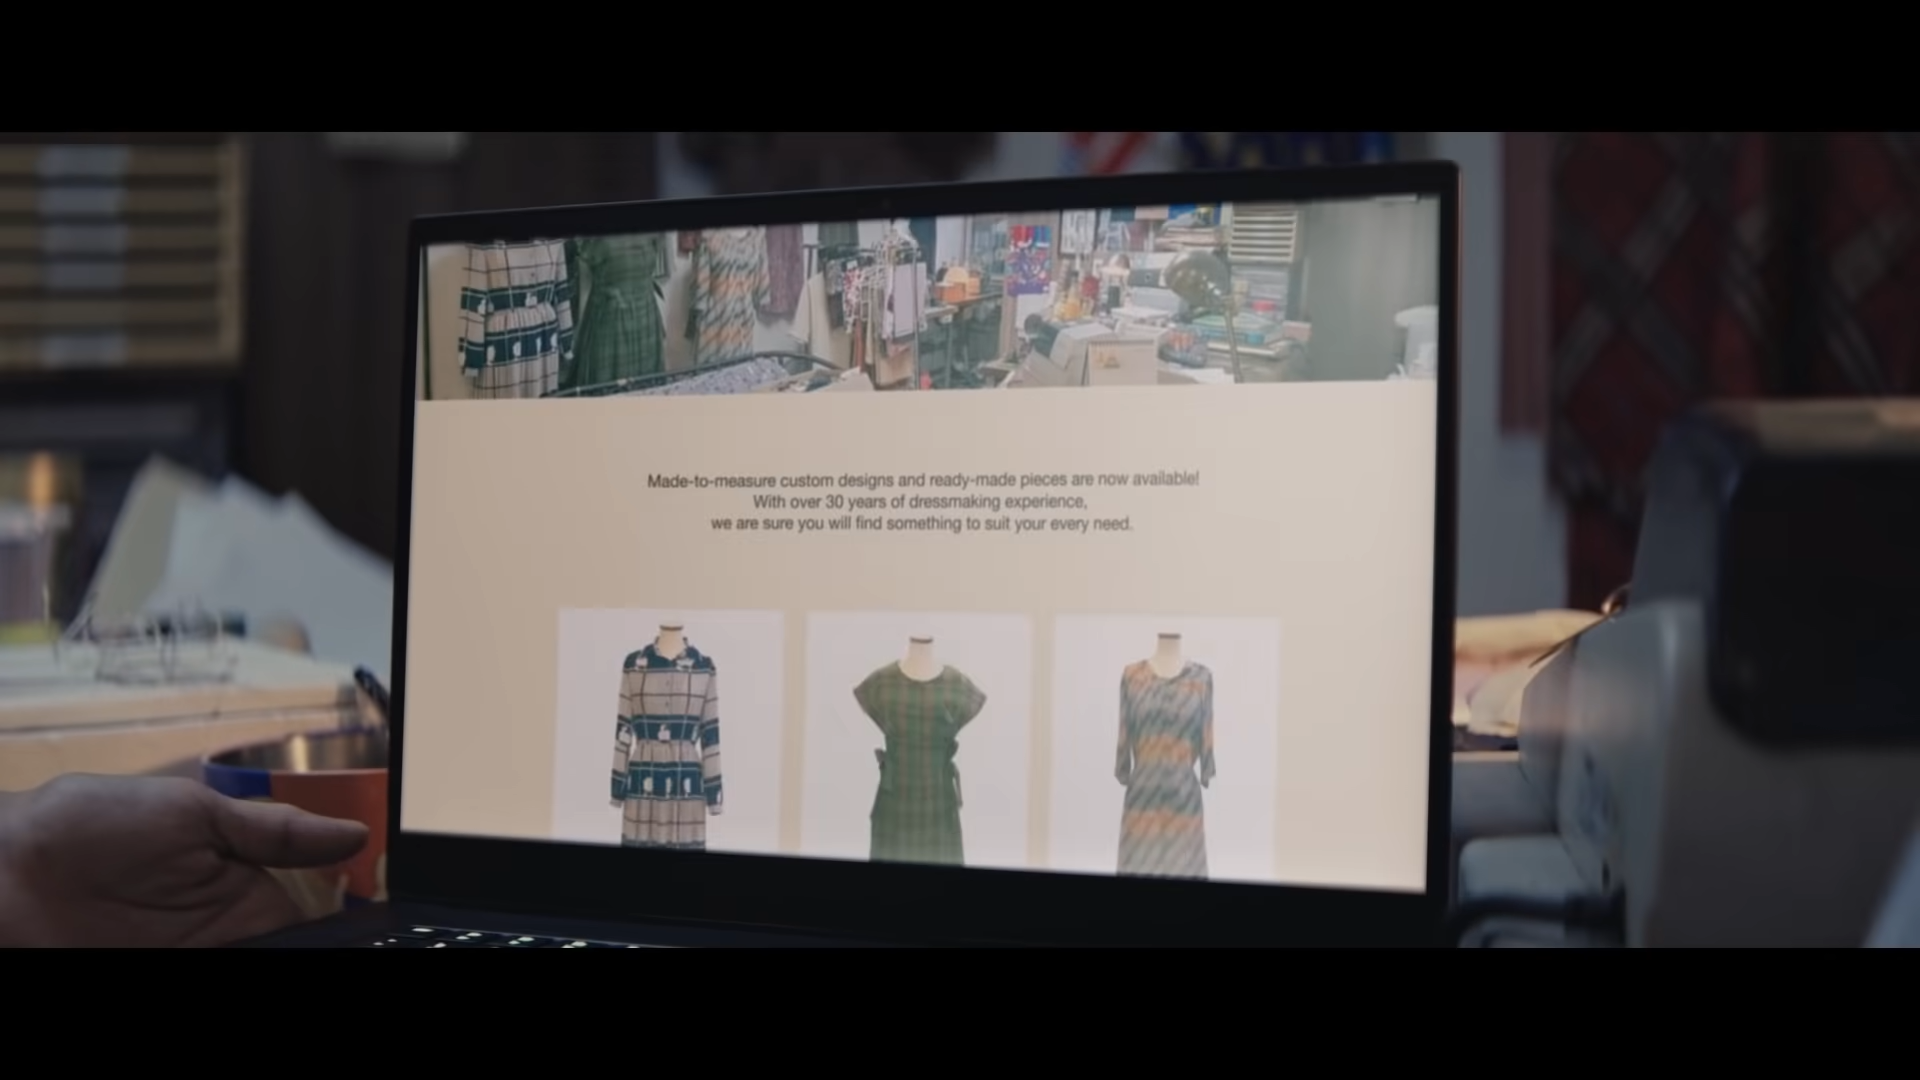 Made-to-measure custom designs and ready-made pieces are now available!
With over 30 years of dressmaking experience,
we are sure you will find something to suit your every need.